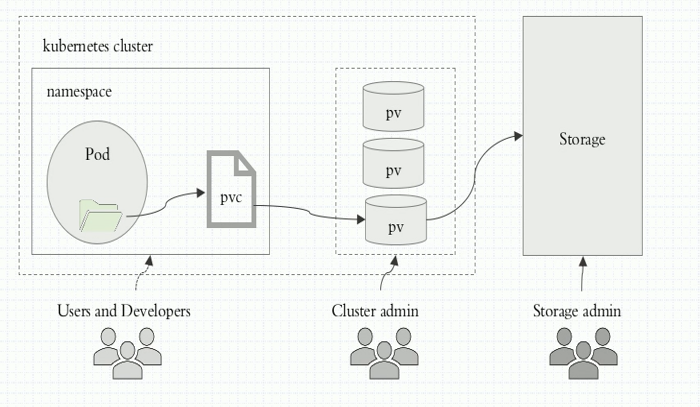 kubernetes cluster
namespace
Pod
pvc
pv
pv
pv
Storage
Users and Developers
Cluster admin
Storage admin